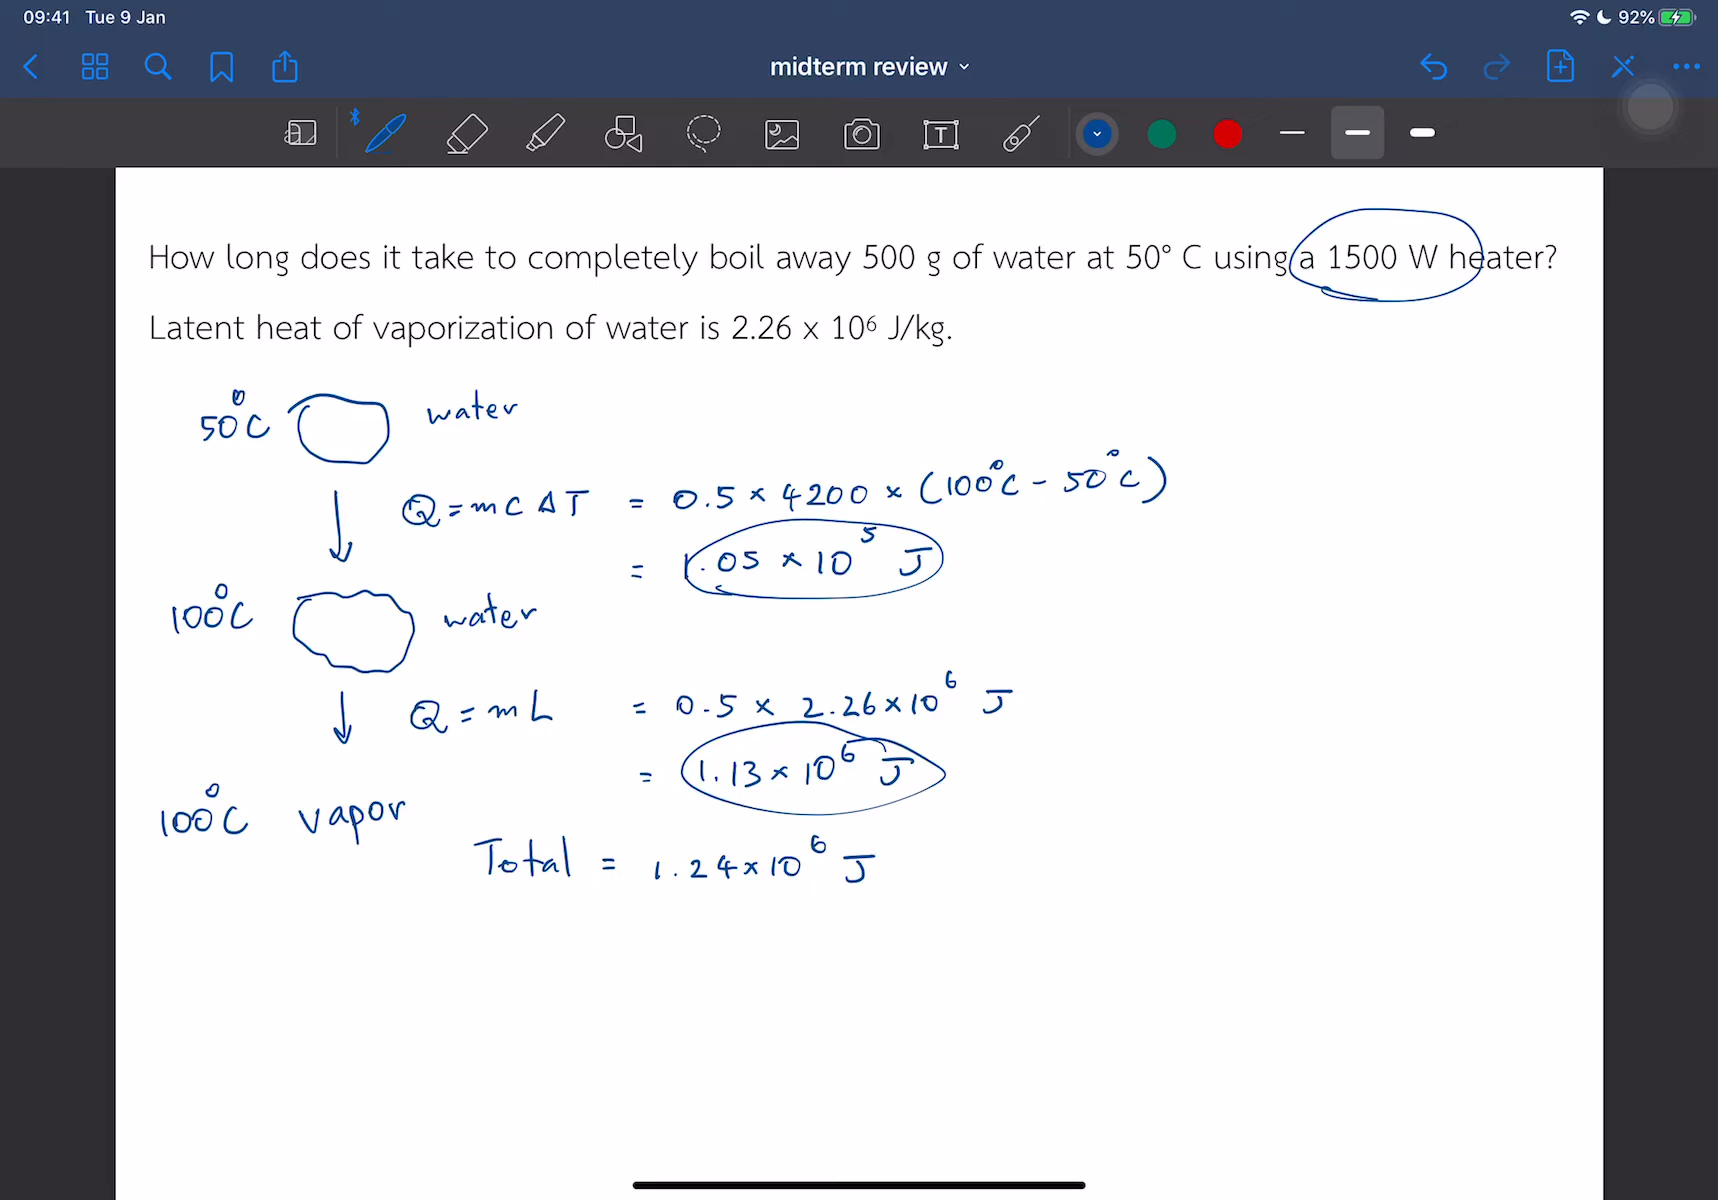 09:41 Tue 9 Jan
92%
midterm review
T
How long does it take to completely boil away 500 g of water at 50° C using a 1500 W heater?
Latent heat of vaporization of water is 2.26 x 10⁶ J/kg.
50°C water
Q = mCΔT = 0.5 × 4200 × (100°C - 50°C)
= 1.05 × 10⁵ J
100°C water
Q = mL = 0.5 × 2.26 × 10⁶ J
= 1.13 × 10⁶ J
100°C vapor
Total = 1.24 × 10⁶ J